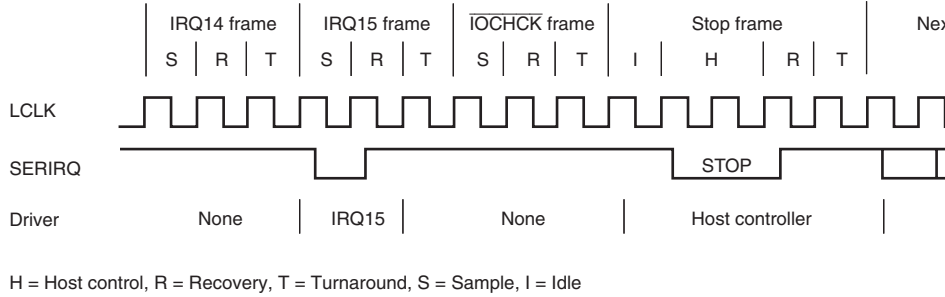 IRQ14 frame IRQ15 frame IOCHCK frame Stop frame
S R T S R T S R T I H R T
LCLK
SERIRQ STOP
Driver None IRQ15 None Host controller
H = Host control, R = Recovery, T = Turnaround, S = Sample, I = Idle